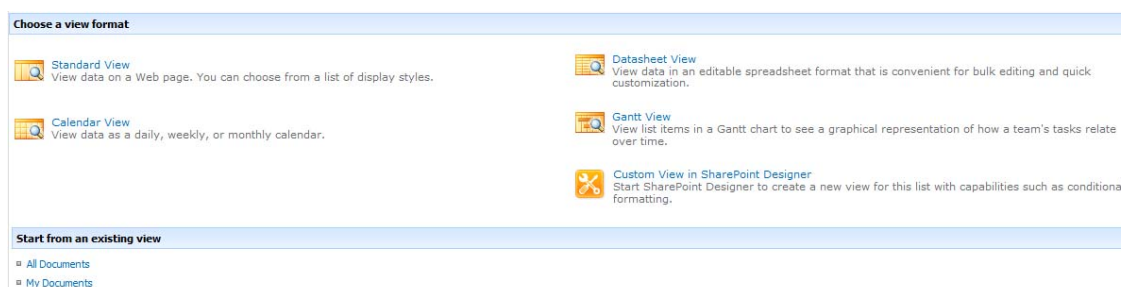 Choose a view format
Standard View
View data on a Web page. You can choose from a list of display styles.
Calendar View
View data as a daily, weekly, or monthly calendar.
Datasheet View
View data in an editable spreadsheet format that is convenient for bulk editing and quick
customization.
Gantt View
View list items in a Gantt chart to see a graphical representation of how a team's tasks relate
over time.
Custom View in SharePoint Designer
Start SharePoint Designer to create a new view for this list with capabilities such as conditiona
formatting.
Start from an existing view
All Documents
My Documents